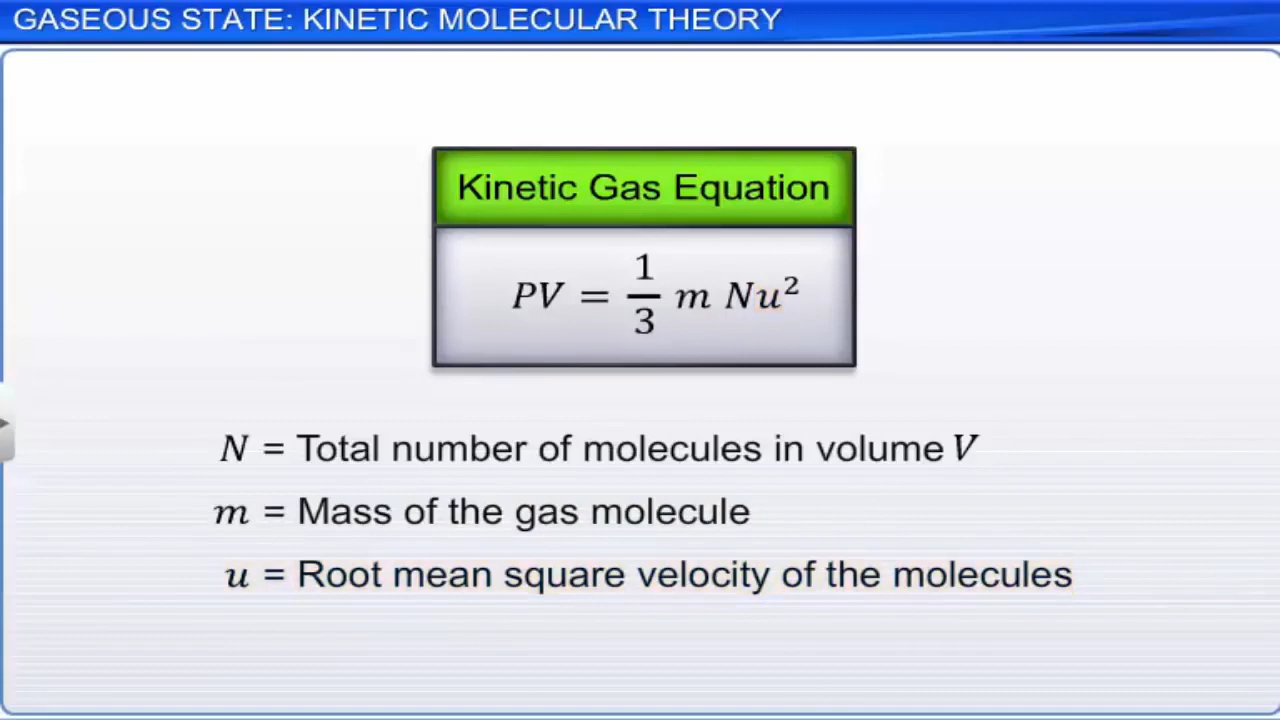 GASEOUS STATE: KINETIC MOLECULAR THEORY
Kinetic Gas Equation
PV = 1/3 m Nu²
N = Total number of molecules in volume V
m = Mass of the gas molecule
u = Root mean square velocity of the molecules